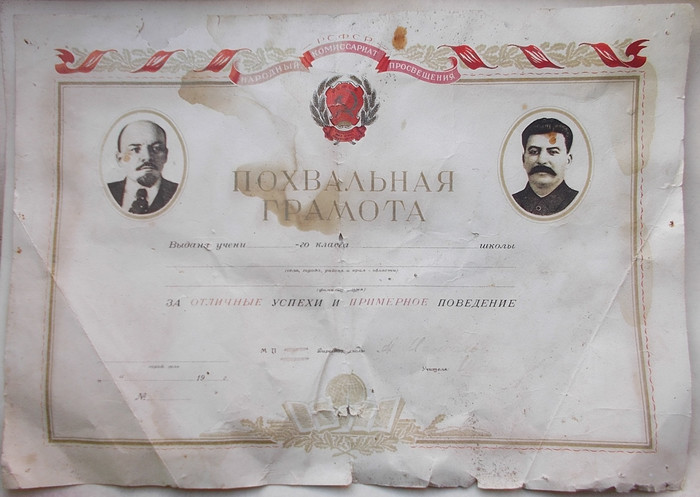 РСФСР
НАРОДНЫЙ КОМИССАРИАТ ПРОСВЕЩЕНИЯ
ПОХВАЛЬНАЯ
ГРАМОТА
Выдана учени -го класса школы
ЗА ОТЛИЧНЫЕ УСПЕХИ И ПРИМЕРНОЕ ПОВЕДЕНИЕ
М П
19 г.
№